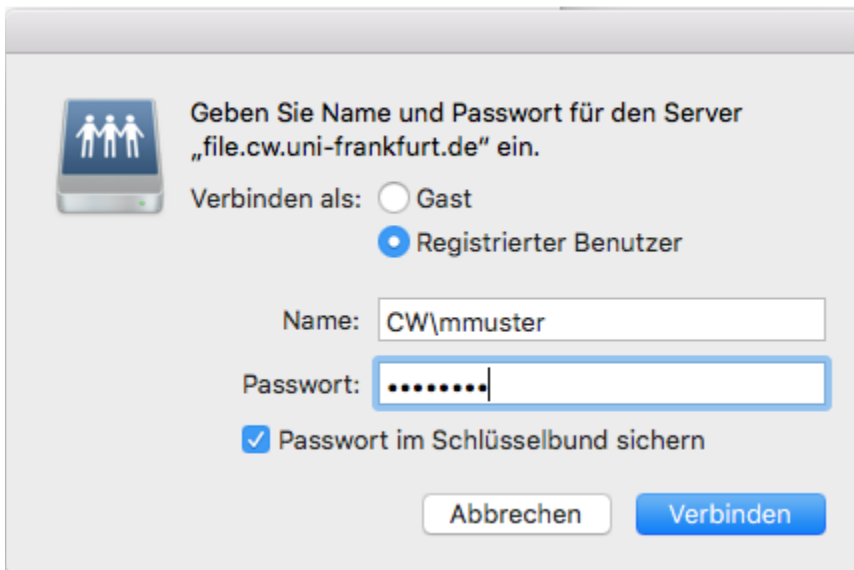 Geben Sie Name und Passwort für den Server
„file.cw.uni-frankfurt.de“ ein.
Verbinden als: Gast
Registrierter Benutzer
Name: CW\mmuster
Passwort: ••••••••
Passwort im Schlüsselbund sichern
Abbrechen Verbinden